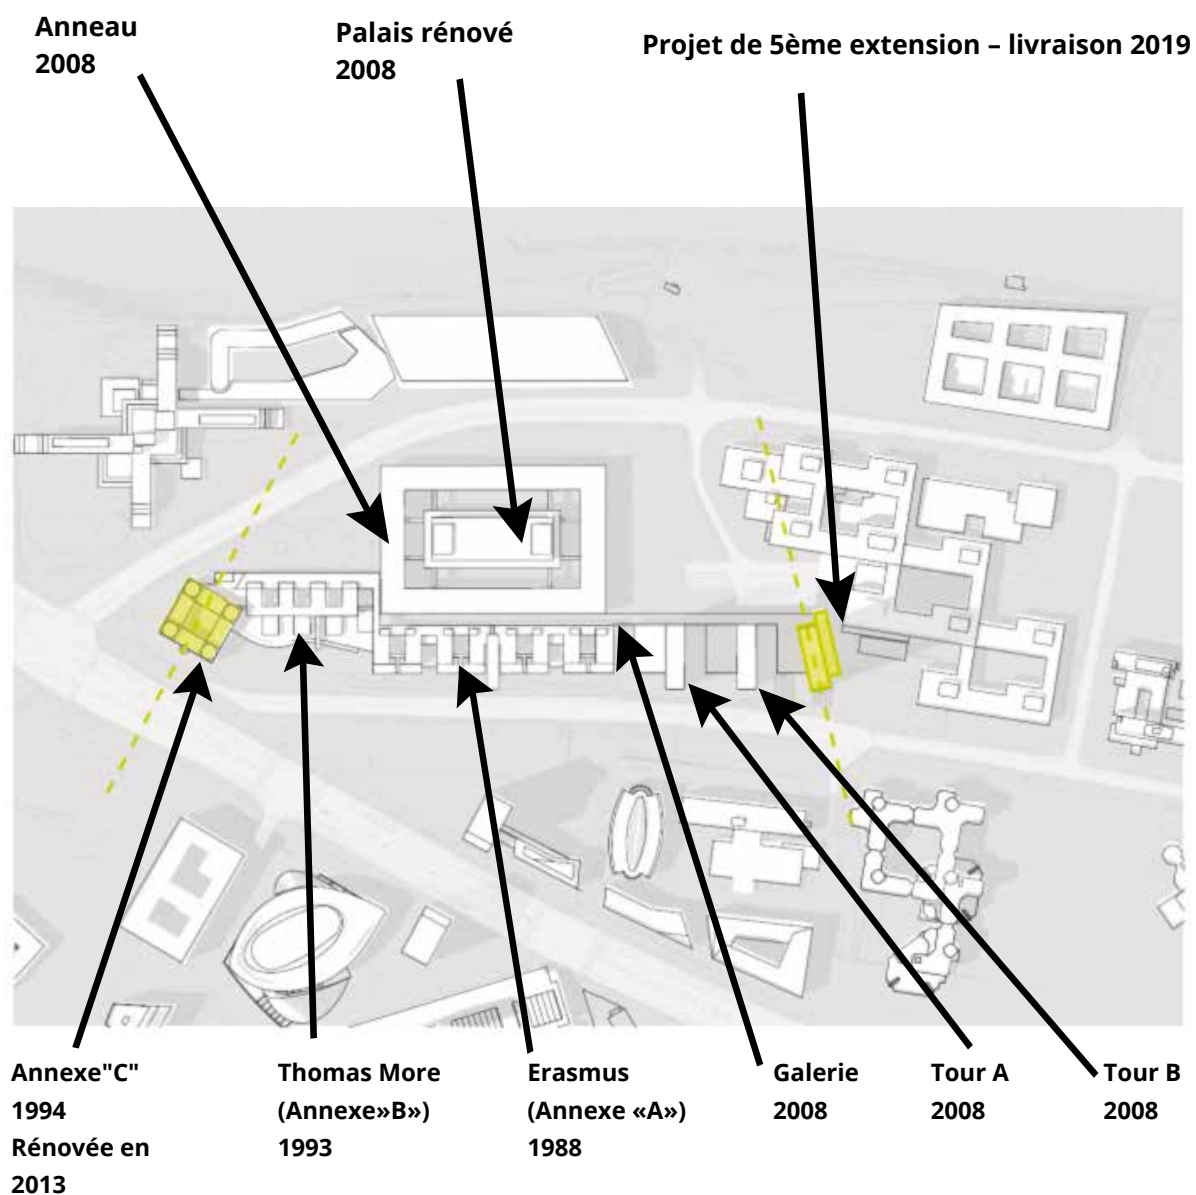 Anneau
2008
Palais rénové
2008
Projet de 5ème extension – livraison 2019
Annexe"C"
1994
Rénovée en
2013
Thomas More
(Annexe»B»)
1993
Erasmus
(Annexe «A»)
1988
Galerie
2008
Tour A
2008
Tour B
2008